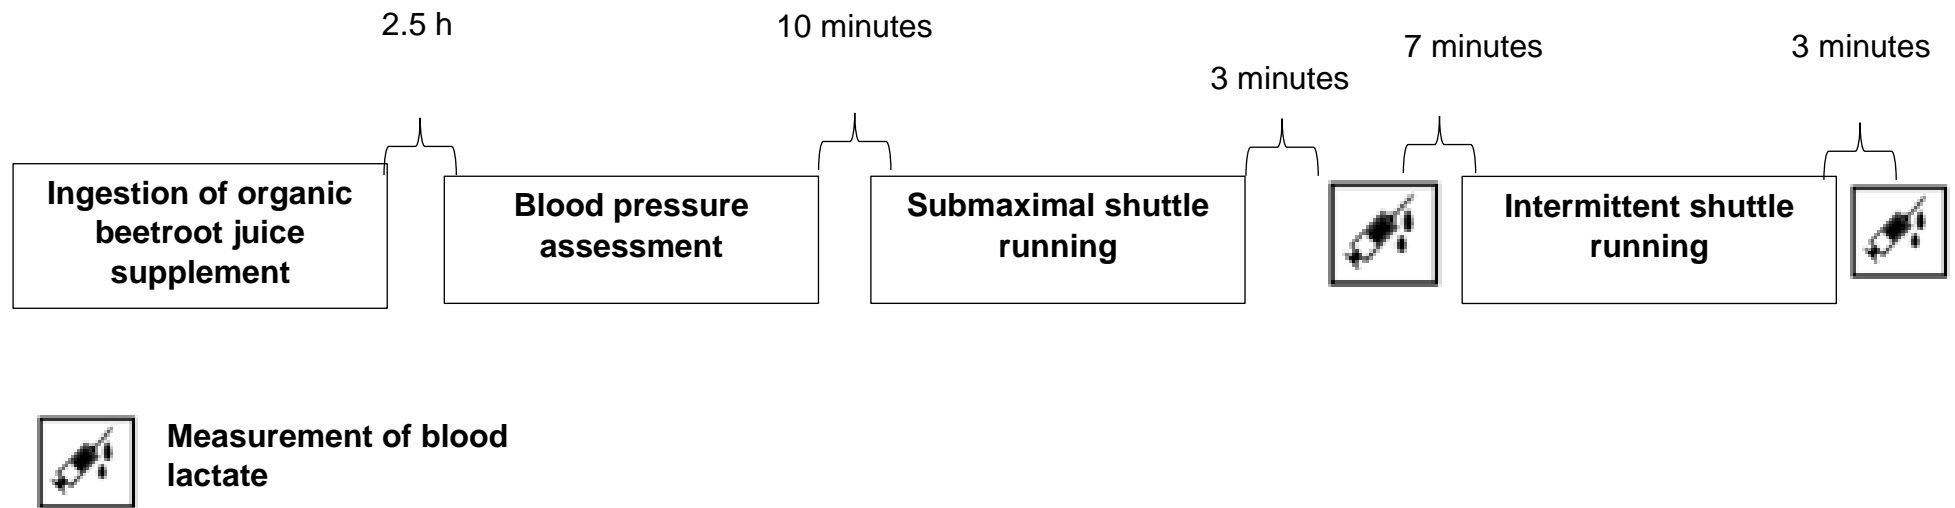 2.5 h
10 minutes
3 minutes
7 minutes
3 minutes
Ingestion of organic
beetroot juice
supplement
Blood pressure
assessment
Submaximal shuttle
running
Intermittent shuttle
running
Measurement of blood
lactate